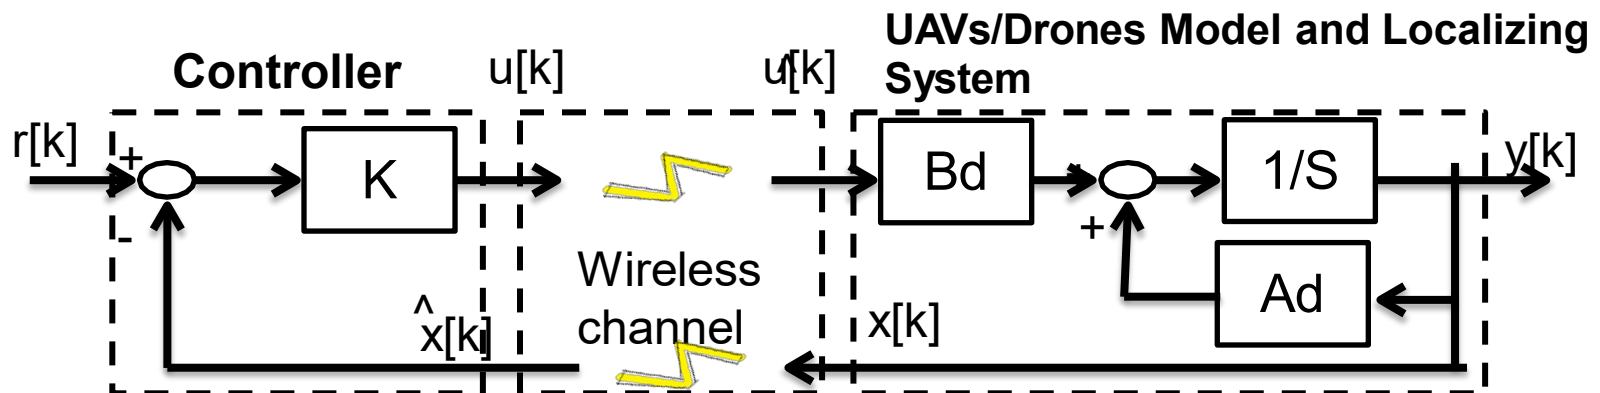 UAVs/Drones Model and Localizing
System
Controller
u[k]
û[k]
r[k]
+
-
K
Bd
+
+
1/S
y[k]
Ad
Wireless
channel
^
x[k]
x[k]